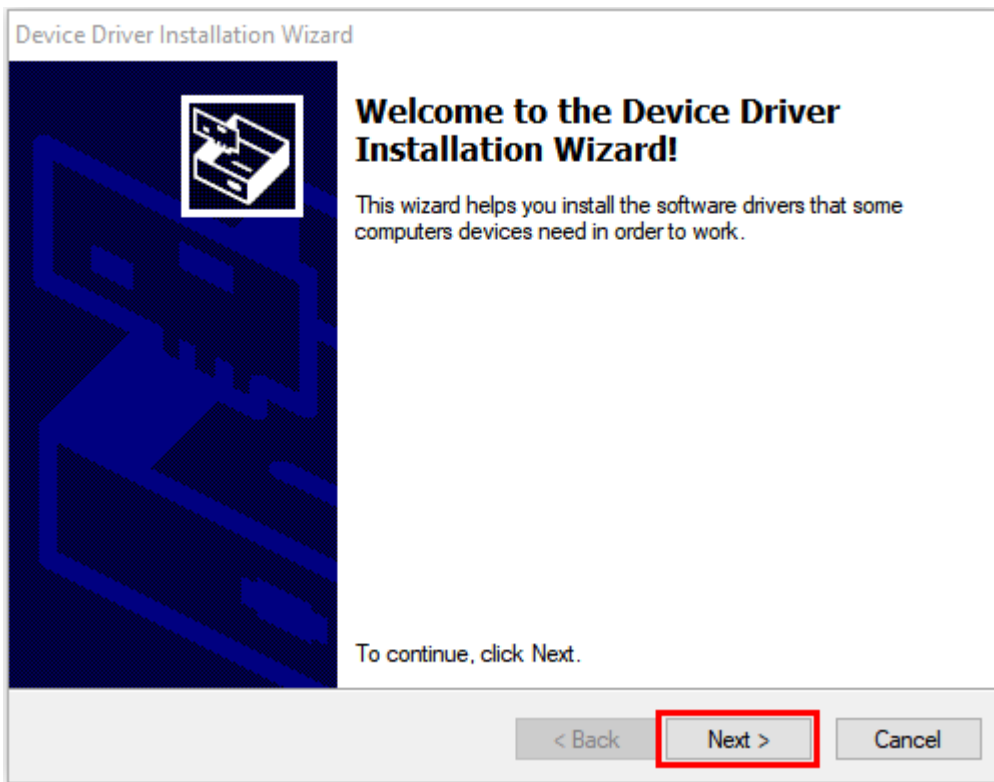 Device Driver Installation Wizard
Welcome to the Device Driver
Installation Wizard!
This wizard helps you install the software drivers that some
computers devices need in order to work.
To continue, click Next.
< Back
Next >
Cancel